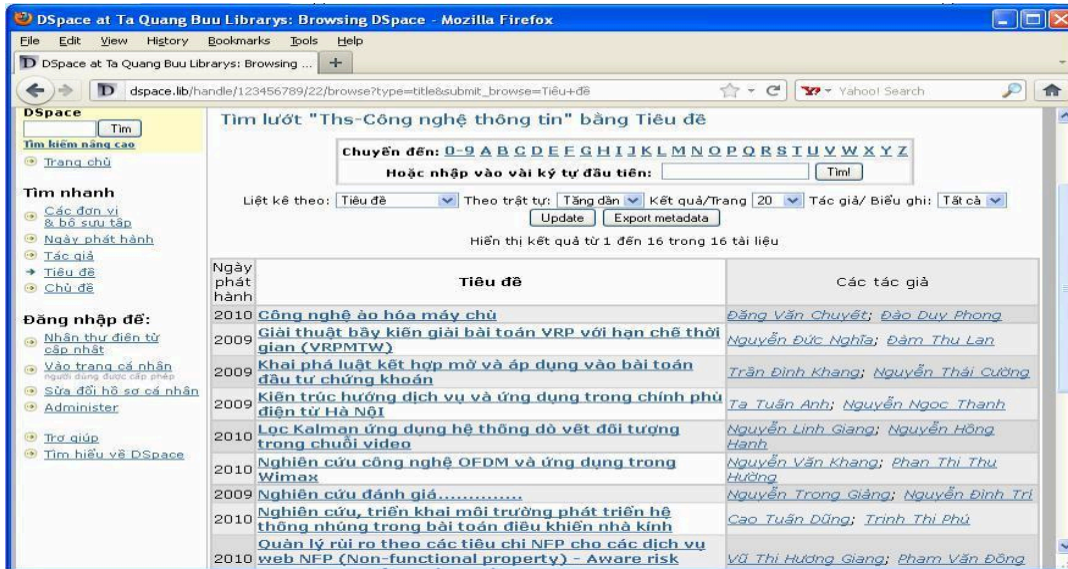 DSpace at Ta Quang Buu Librarys: Browsing DSpace - Mozilla Firefox
File Edit View History Bookmarks Tools Help
DSpace at Ta Quang Buu Librarys: Browsing ...
dspace.lib/handle/123456789/22/browse?type=title&submit_browse=Tiêu+đề
Yahoo! Search
DSpace
Tìm
Tìm kiếm nâng cao
Trang chủ
Tìm nhanh
Các đơn vị
& bộ sưu tập
Ngày phát hành
Tác giả
Tiêu đề
Chủ đề
Đăng nhập để:
Nhận thư điện tử
cập nhật
Vào trang cá nhân
người dùng được cấp phép
Sửa đổi hồ sơ cá nhân
Administer
Trợ giúp
Tìm hiểu về DSpace
Tìm lướt "Ths-Công nghệ thông tin" bằng Tiêu đề
Chuyển đến: 0-9 A B C D E F G H I J K L M N O P Q R S T U V W X Y Z
Hoặc nhập vào vài ký tự đầu tiên: Tìm!
Liệt kê theo: Tiêu đề Theo trật tự: Tăng dần Kết quả/Trang 20 Tác giả/ Biểu ghi: Tất cả
Update Export metadata
Hiển thị kết quả từ 1 đến 16 trong 16 tài liệu
Ngày
phát
hành
Tiêu đề
Các tác giả
2010 Công nghệ ảo hóa máy chủ Đặng Văn Chuyết; Đào Duy Phong
2009 Giải thuật bầy kiến giải bài toán VRP với hạn chế thời
gian (VRPMTW) Nguyễn Đức Nghĩa; Đàm Thu Lan
2009 Khai phá luật kết hợp mờ và áp dụng vào bài toán
đầu tư chứng khoán Trần Đình Khang; Nguyễn Thái Cường
2009 Kiến trúc hướng dịch vụ và ứng dụng trong chính phủ
điện tử Hà NộI Tạ Tuấn Anh; Nguyễn Ngọc Thanh
2010 Lọc Kalman ứng dụng hệ thống dò vết đối tượng
trong chuỗi video Nguyễn Linh Giang; Nguyễn Hồng
Hạnh
2010 Nghiên cứu công nghệ OFDM và ứng dụng trong
Wimax Nguyễn Văn Khang; Phan Thị Thu
Hường
2009 Nghiên cứu đánh giá.............. Nguyễn Trọng Giảng; Nguyễn Đình Trí
2010 Nghiên cứu, triển khai môi trường phát triển hệ
thống nhúng trong bài toán điều khiển nhà kính Cao Tuấn Dũng; Trịnh Thị Phú
Quản lý rủi ro theo các tiêu chí NFP cho các dịch vụ
2010 web NFP (Non-functional property) - Aware risk Vũ Thị Hương Giang; Phạm Văn Đồng